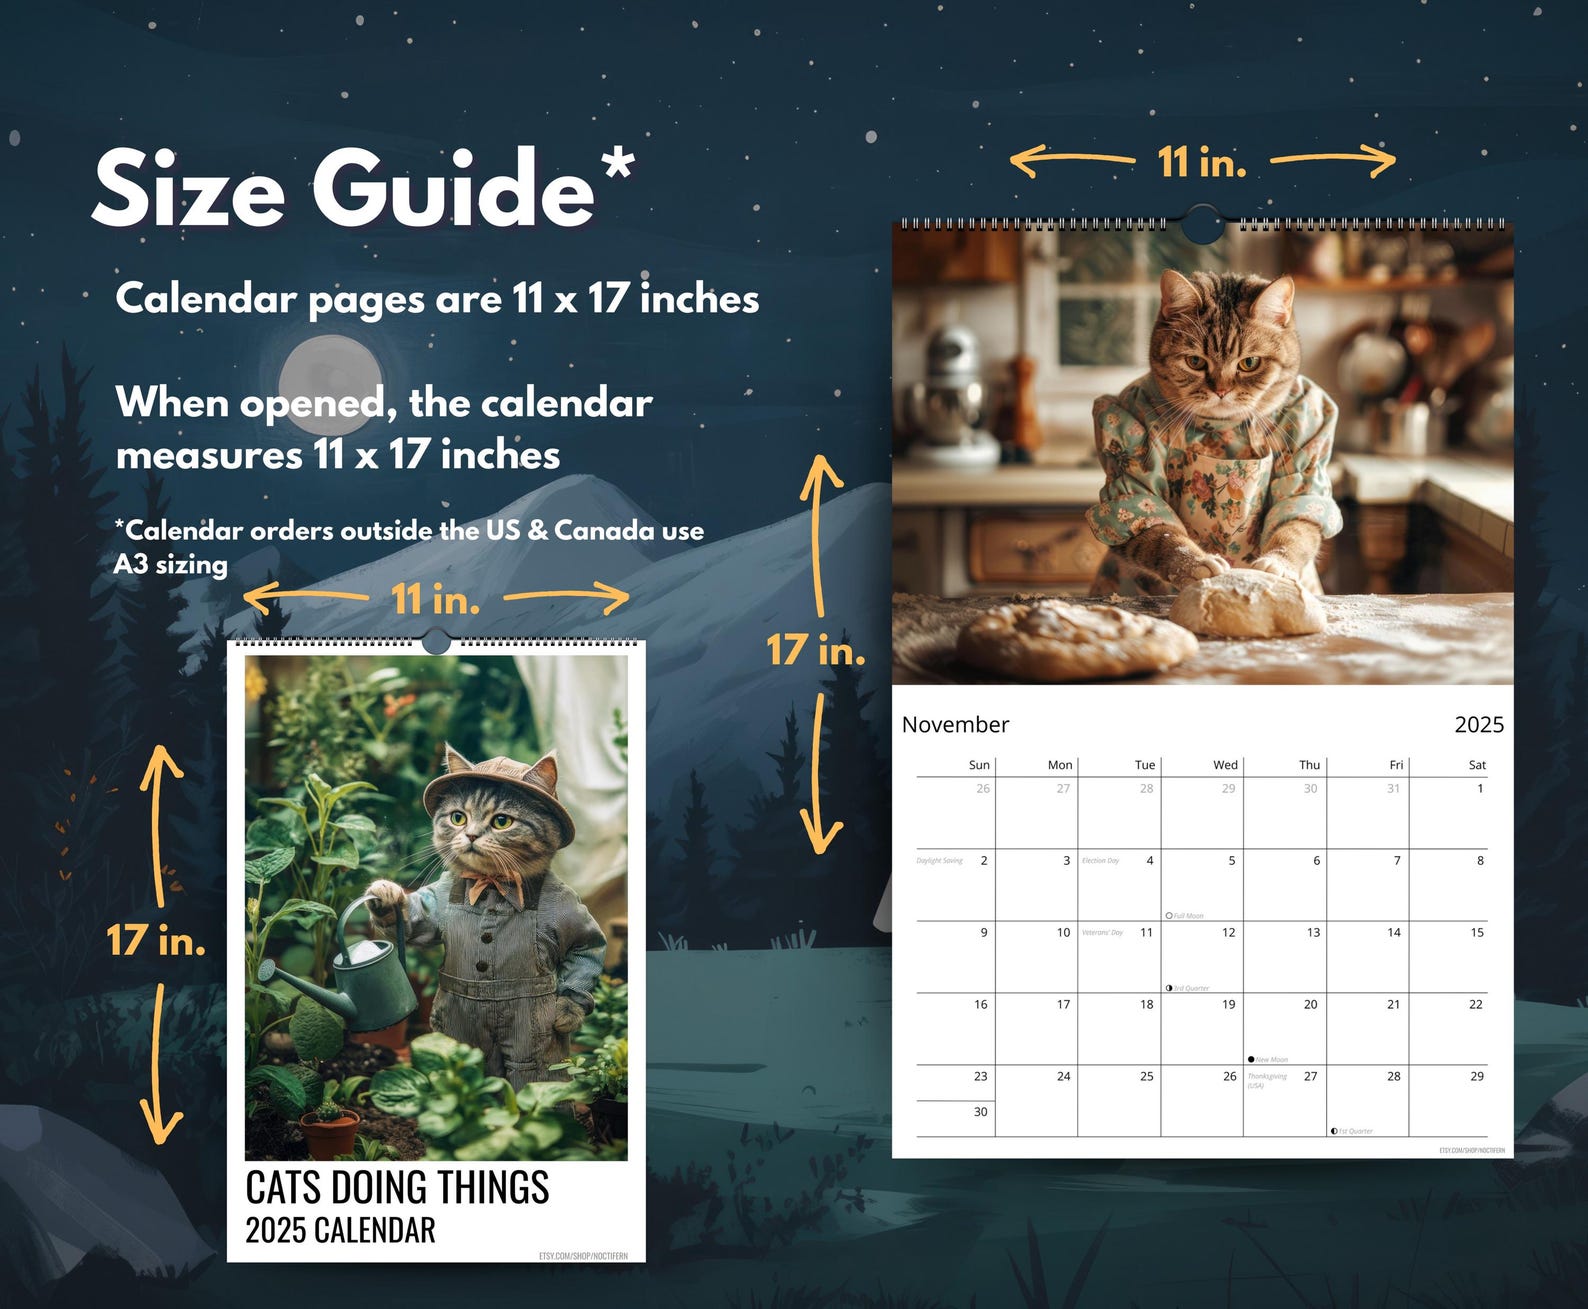 Size Guide*
Calendar pages are 11 x 17 inches
When opened, the calendar
measures 11 x 17 inches
*Calendar orders outside the US & Canada use
A3 sizing
11 in.
17 in.
CATS DOING THINGS
2025 CALENDAR
ETSY.COM/SHOP/NOCTIFERN
11 in.
17 in.
November 2025
Sun Mon Tue Wed Thu Fri Sat
26 27 28 29 30 31 1
Daylight Saving 2 3 Election Day 4 5 6 7 8
Full Moon
9 10 Veterans' Day 11 12 13 14 15
3rd Quarter
16 17 18 19 20 21 22
New Moon
23 24 25 26 Thanksgiving 27 28 29
(USA)
30
1st Quarter
ETSY.COM/SHOP/NOCTIFERN